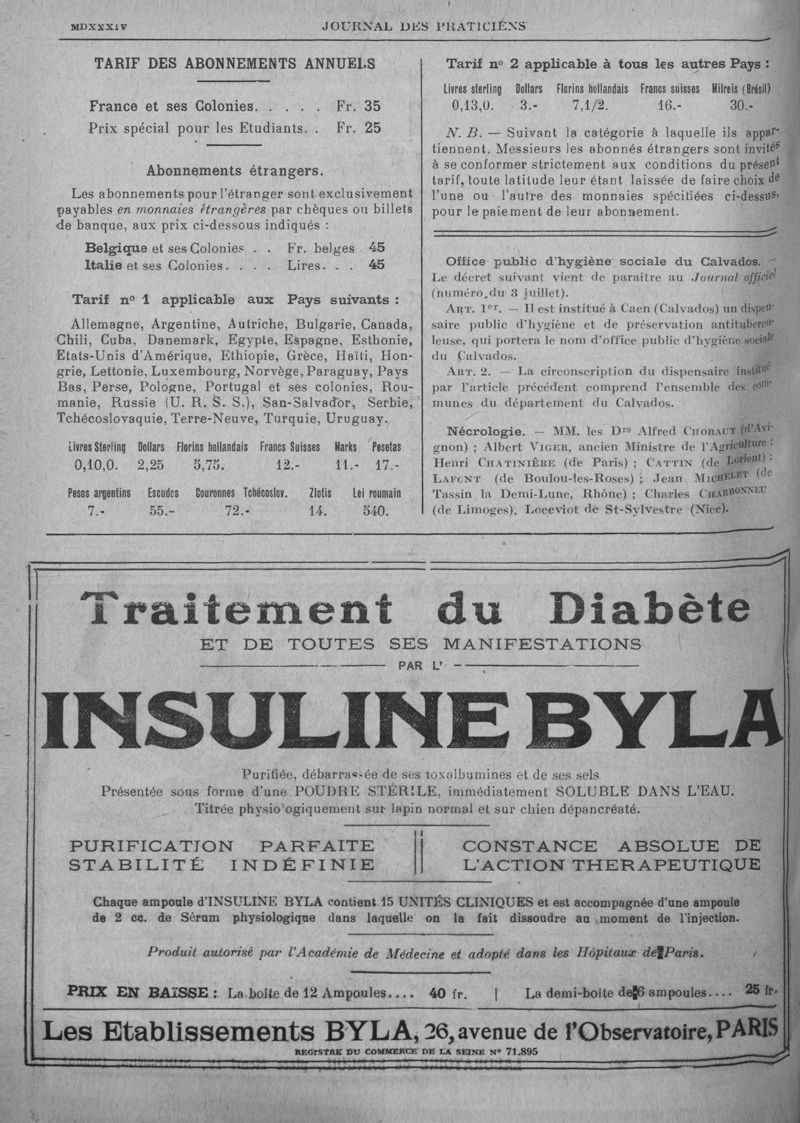 MDXXXIV
JOURNAL DES PRATICIENS
TARIF DES ABONNEMENTS ANNUELS
France et ses Colonies. . . . . Fr. 35
Prix spécial pour les Etudiants. . Fr. 25
Abonnements étrangers.
Les abonnements pour l'étranger sont exclusivement
payables en monnaies étrangères par chèques ou billets
de banque, aux prix ci-dessous indiqués :
Belgique et ses Colonies . . Fr. belges . 45
Italie et ses Colonies. . . . Lires. . . 45
Tarif nº 1 applicable aux Pays suivants :
Allemagne, Argentine, Autriche, Bulgarie, Canada,
Chili, Cuba, Danemark, Egypte, Espagne, Esthonie,
Etats-Unis d'Amérique, Ethiopie, Grèce, Haïti, Hon-
grie, Lettonie, Luxembourg, Norvège, Paraguay, Pays
Bas, Perse, Pologne, Portugal et ses colonies, Rou-
manie, Russie (U. R. S. S.), San-Salvador, Serbie,
Tchécoslovaquie, Terre-Neuve, Turquie, Uruguay.
Livres Sterling Dollars Florins hollandais Francs Suisses Marks Pesetas
0,10,0. 2,25 5,75. 12.- 11.- 17.-
Pesos argentins Escudos Couronnes Tchécoslov. Zlotis Lei roumain
7.- 55.- 72.- 14. 540.
Tarif nº 2 applicable à tous les autres Pays :
Livres sterling Dollars Florins hollandais Francs suisses Milreis (Brésil)
0,13,0. 3.- 7,1/2. 16.- 30.-
N. B. — Suivant la catégorie à laquelle ils appar-
tiennent. Messieurs les abonnés étrangers sont invités
à se conformer strictement aux conditions du présent
tarif, toute latitude leur étant laissée de faire choix de
l'une ou l'autre des monnaies spécifiées ci-dessus,
pour le paiement de leur abonnement.
Office public d'hygiène sociale du Calvados. —
Le décret suivant vient de paraître au Journal officiel
(numéro du 3 juillet).
ART. 1er. — Il est institué à Caen (Calvados) un dispen-
saire public d'hygiène et de préservation antitubercu-
leuse, qui portera le nom d'office public d'hygiène sociale
du Calvados.
ART. 2. — La circonscription du dispensaire institué
par l'article précédent comprend l'ensemble des com-
munes du département du Calvados.
Nécrologie. — MM. les Drs Alfred CHOBAUT (d'Avi-
gnon) ; Albert VIGER, ancien Ministre de l'Agriculture ;
Henri CHATINIÈRE (de Paris) ; CATTIN (de Lorient) ;
LAFONT (de Boulou-les-Roses) ; Jean MICHELET (de
Tassin la Demi-Lune, Rhône) ; Charles CHARBONNEU
(de Limoges), Loceviot de St-Sylvestre (Nice).
Traitement du Diabète
ET DE TOUTES SES MANIFESTATIONS
PAR L'
INSULINE BYLA
Purifiée, débarrassée de ses toxalbumines et de ses sels
Présentée sous forme d'une POUDRE STÉRILE, immédiatement SOLUBLE DANS L'EAU.
Titrée physiologiquement sur lapin normal et sur chien dépancréaté.
PURIFICATION PARFAITE
STABILITÉ INDÉFINIE
CONSTANCE ABSOLUE DE
L'ACTION THERAPEUTIQUE
Chaque ampoule d'INSULINE BYLA contient 15 UNITÉS CLINIQUES et est accompagnée d'une ampoule
de 2 cc. de Sérum physiologique dans laquelle on la fait dissoudre au moment de l'injection.
Produit autorisé par l'Académie de Médecine et adopté dans les Hôpitaux de Paris.
PRIX EN BAÏSSE : La boite de 12 Ampoules.... 40 fr. | La demi-boite de 6 ampoules.... 25 fr.
Les Etablissements BYLA, 26, avenue de l'Observatoire, PARIS
REGISTRE DU COMMERCE DE LA SEINE Nº 71.895